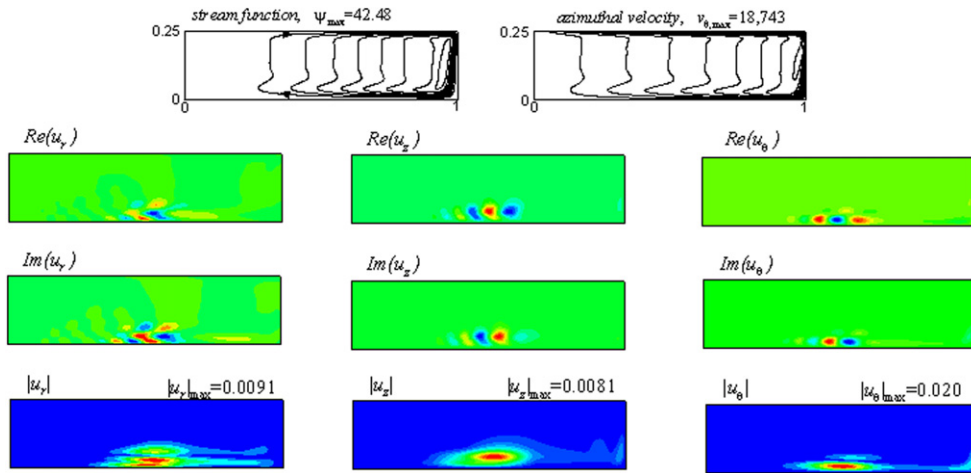 stream function, Ψmax=42.48
azimuthal velocity, vθ,max=18,743
0.25
0
0
1
0.25
0
0
1
Re(ur)
Re(uz)
Re(uθ)
Im(ur)
Im(uz)
Im(uθ)
|ur| |ur|max=0.0091
|uz| |uz|max=0.0081
|uθ| |uθ|max=0.020